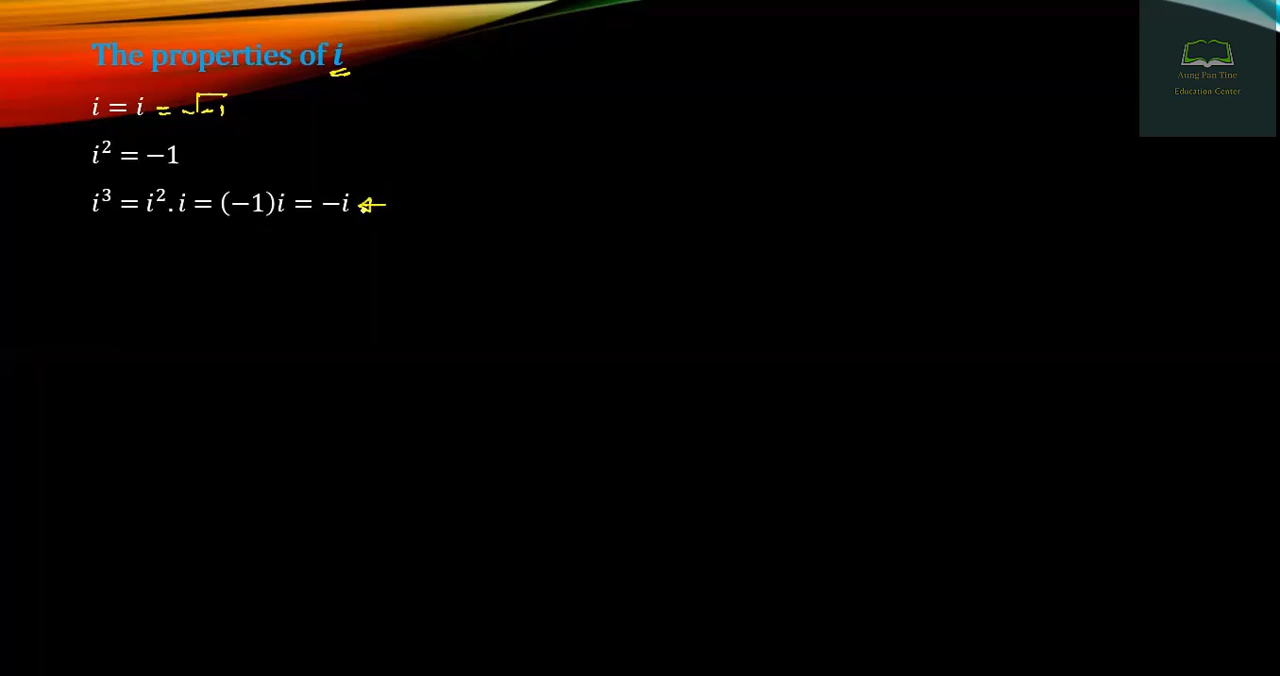 The properties of i
i = i = √-1
i² = −1
i³ = i². i = (−1)i = −i ←
Aung Pan Tine
Education Center